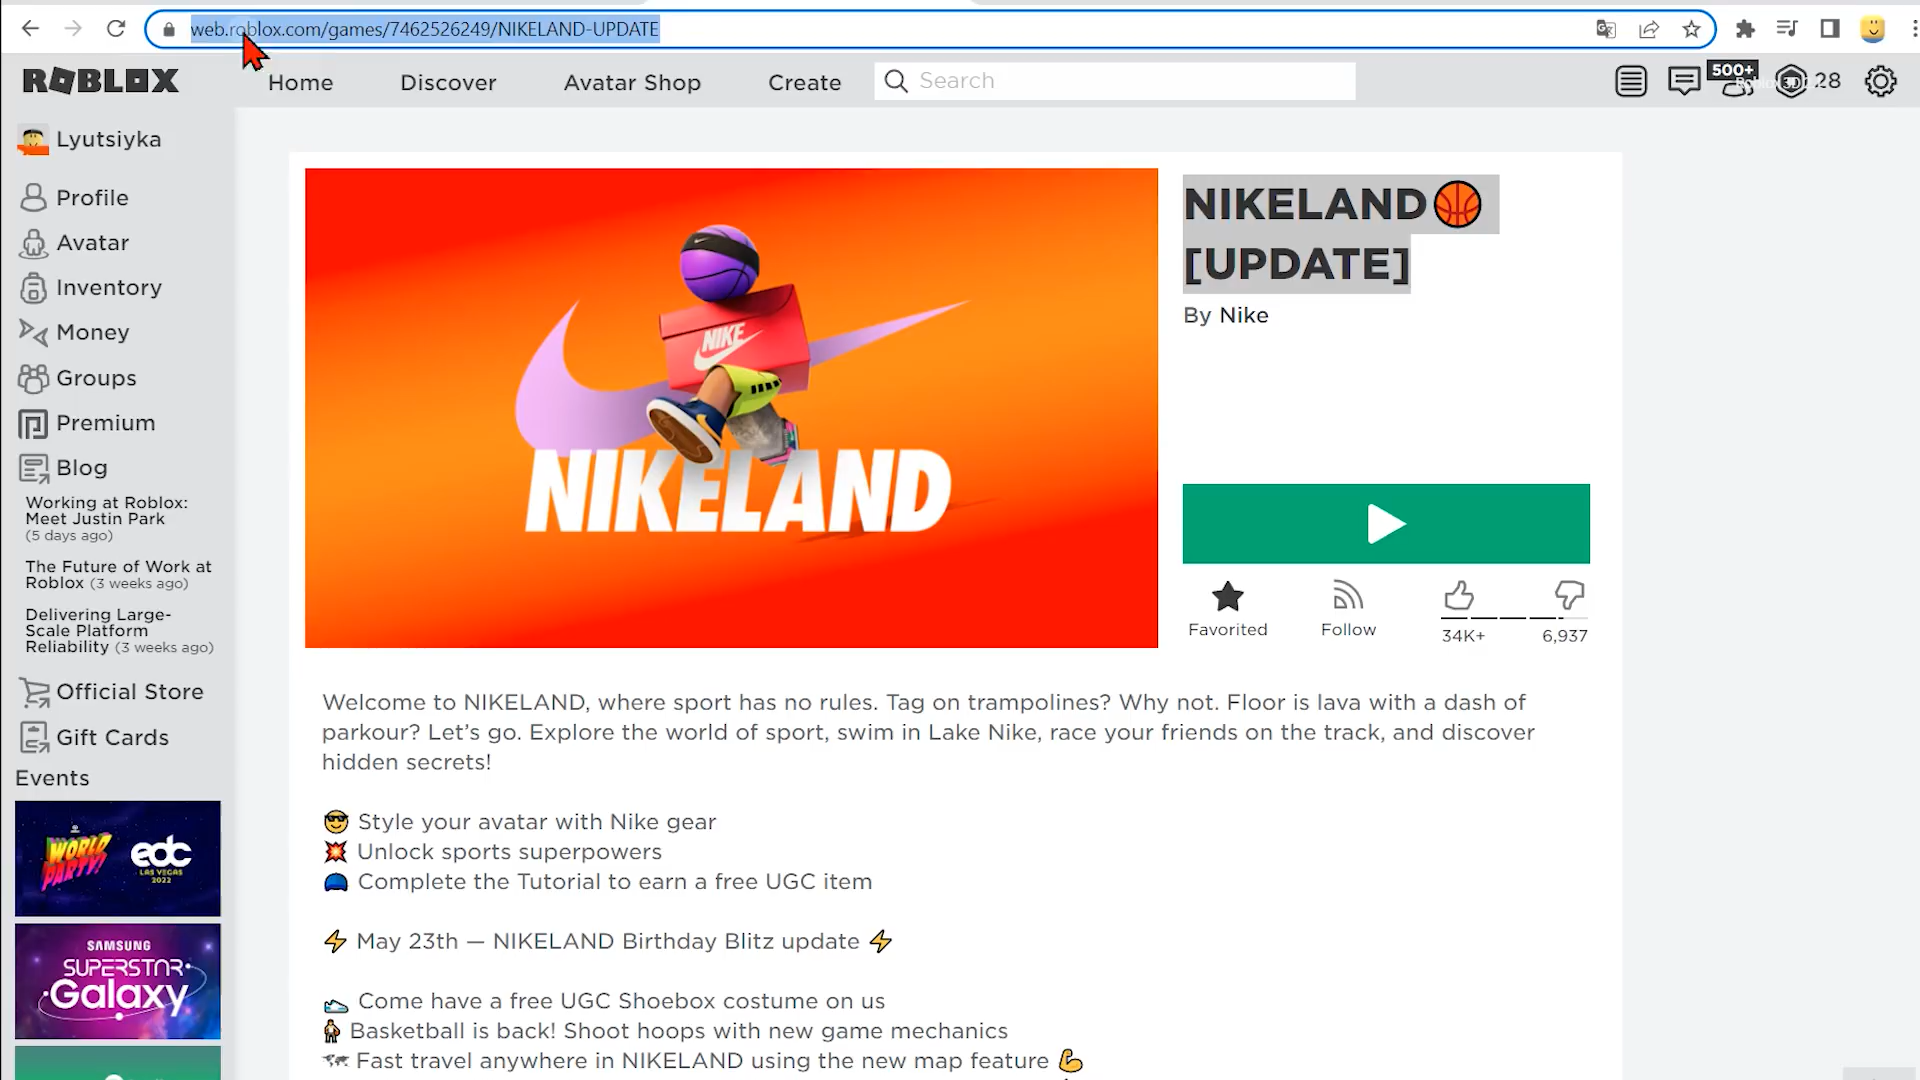 web.roblox.com/games/7462526249/NIKELAND-UPDATE
ROBLOX
Home
Discover
Avatar Shop
Create
Search
500+
28
Lyutsiyka
Profile
Avatar
Inventory
Money
Groups
Premium
Blog
Working at Roblox:
Meet Justin Park
(5 days ago)
The Future of Work at
Roblox (3 weeks ago)
Delivering Large-
Scale Platform
Reliability (3 weeks ago)
Official Store
Gift Cards
Events
WORLD
PARTY!
edc
LAS VEGAS
2022
SAMSUNG
SUPERSTAR
Galaxy
NIKE
NIKELAND
NIKELAND🏀
[UPDATE]
By Nike
Favorited
Follow
34K+
6,937
Welcome to NIKELAND, where sport has no rules. Tag on trampolines? Why not. Floor is lava with a dash of
parkour? Let's go. Explore the world of sport, swim in Lake Nike, race your friends on the track, and discover
hidden secrets!
😎 Style your avatar with Nike gear
💥 Unlock sports superpowers
🧢 Complete the Tutorial to earn a free UGC item
⚡ May 23th — NIKELAND Birthday Blitz update ⚡
👟 Come have a free UGC Shoebox costume on us
⛹ Basketball is back! Shoot hoops with new game mechanics
🗺 Fast travel anywhere in NIKELAND using the new map feature 💪